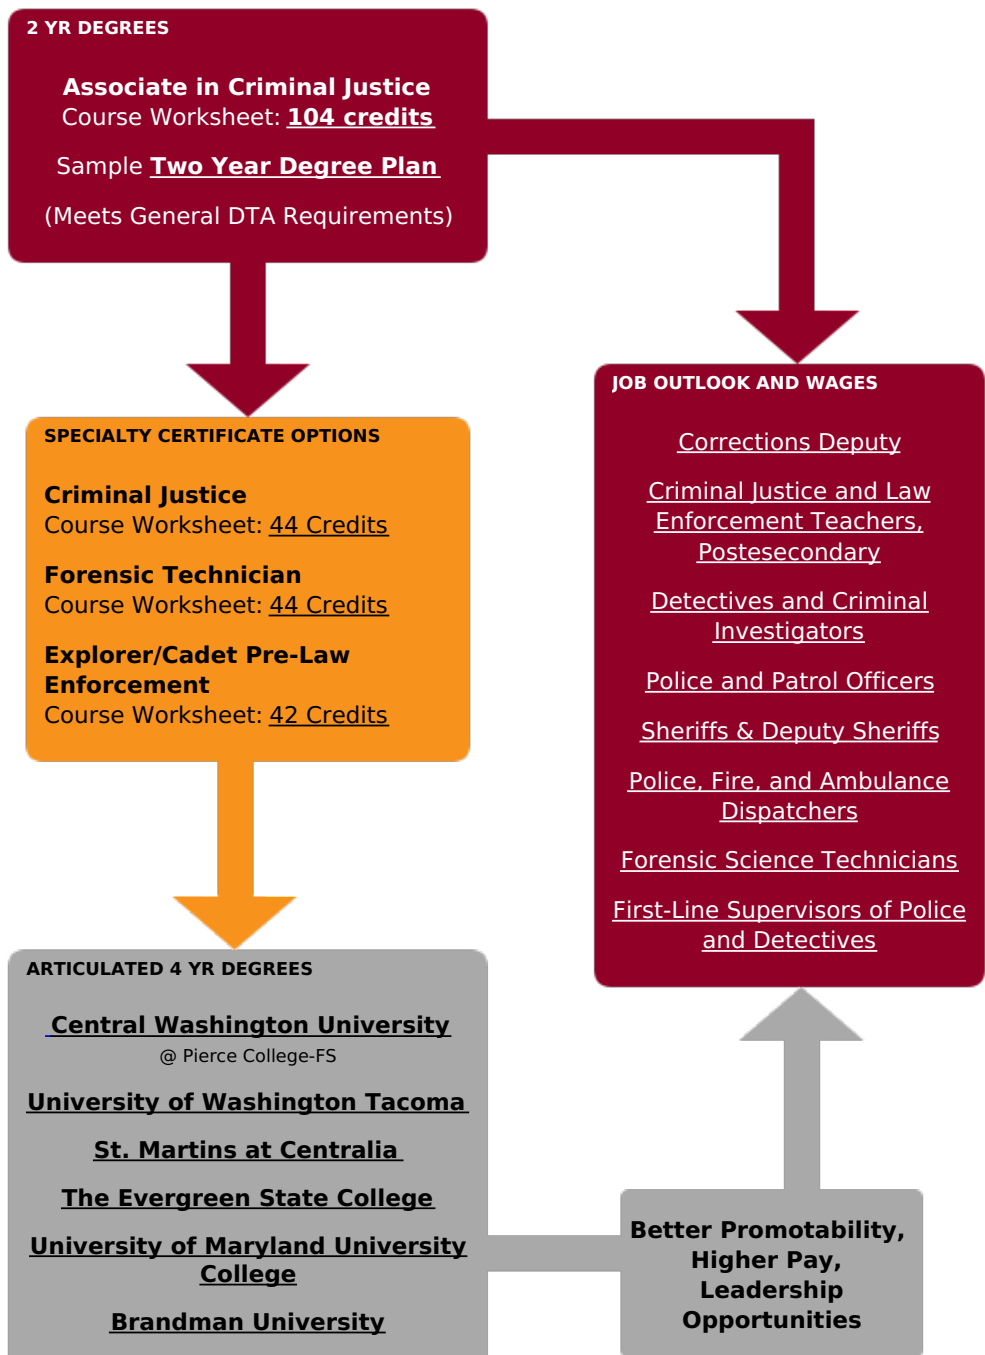 2 YR DEGREES
Associate in Criminal Justice
Course Worksheet: 104 credits
Sample Two Year Degree Plan
(Meets General DTA Requirements)
SPECIALTY CERTIFICATE OPTIONS
Criminal Justice
Course Worksheet: 44 Credits
Forensic Technician
Course Worksheet: 44 Credits
Explorer/Cadet Pre-Law
Enforcement
Course Worksheet: 42 Credits
ARTICULATED 4 YR DEGREES
Central Washington University
@ Pierce College-FS
University of Washington Tacoma
St. Martins at Centralia
The Evergreen State College
University of Maryland University
College
Brandman University
Better Promotability,
Higher Pay,
Leadership
Opportunities
JOB OUTLOOK AND WAGES
Corrections Deputy
Criminal Justice and Law
Enforcement Teachers,
Postesecondary
Detectives and Criminal
Investigators
Police and Patrol Officers
Sheriffs & Deputy Sheriffs
Police, Fire, and Ambulance
Dispatchers
Forensic Science Technicians
First-Line Supervisors of Police
and Detectives